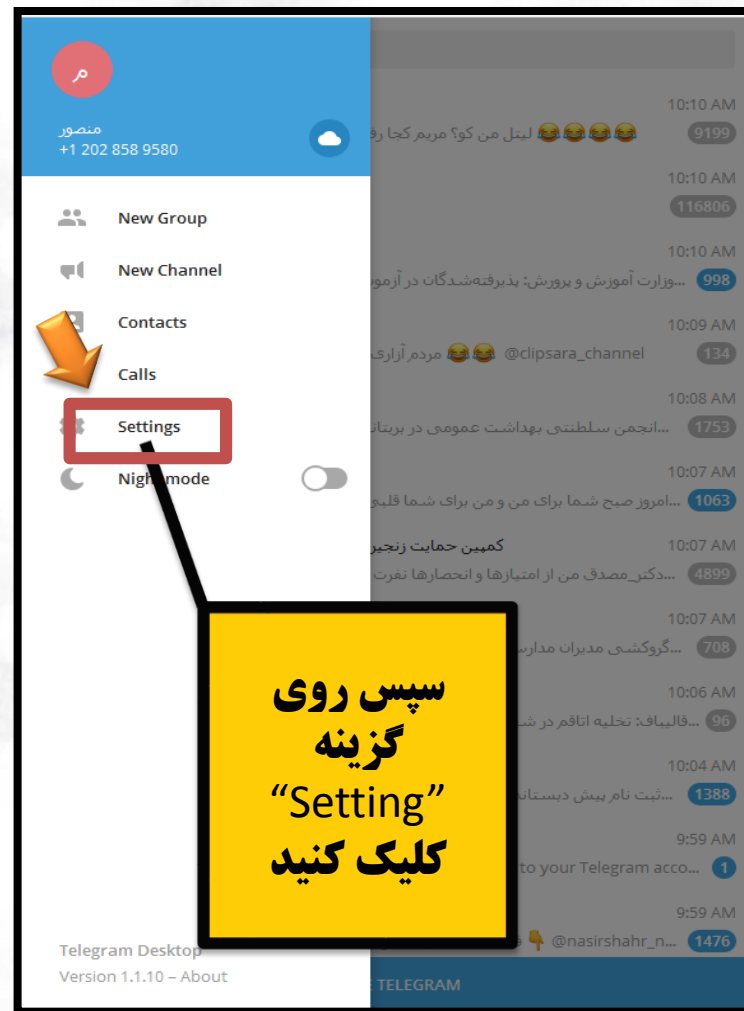 م
منصور
+1 202 858 9580
New Group
New Channel
Contacts
Calls
Settings
Night mode
سپس روی
گزینه
“Setting”
کلیک کنید
Telegram Desktop
Version 1.1.10 – About
10:10 AM
😂😂😂😂 لیتل من کو؟ مریم کجا رف
9199
10:10 AM
116806
10:10 AM
...وزارت آموزش و پرورش: پذیرفته‌شدگان در آزمو
998
10:09 AM
@clipsara_channel 😂😂 مردم آزاری
134
10:08 AM
...انجمن سلطنتی بهداشت عمومی در بریتانـ
1753
10:07 AM
...امروز صبح شما برای من و من برای شما قلبی
1063
کمپین حمایت زنجیر
10:07 AM
...دکتر_مصدق من از امتیازها و انحصارها نفرت
4899
10:07 AM
...گروکشی مدیران مدارس
708
10:06 AM
...قالیباف: تخلیه اتاقم در شـ
96
10:04 AM
...ثبت نام پیش دبستانـ
1388
9:59 AM
to your Telegram acco...
1
9:59 AM
👇 @nasirshahr_n...
1476
TELEGRAM